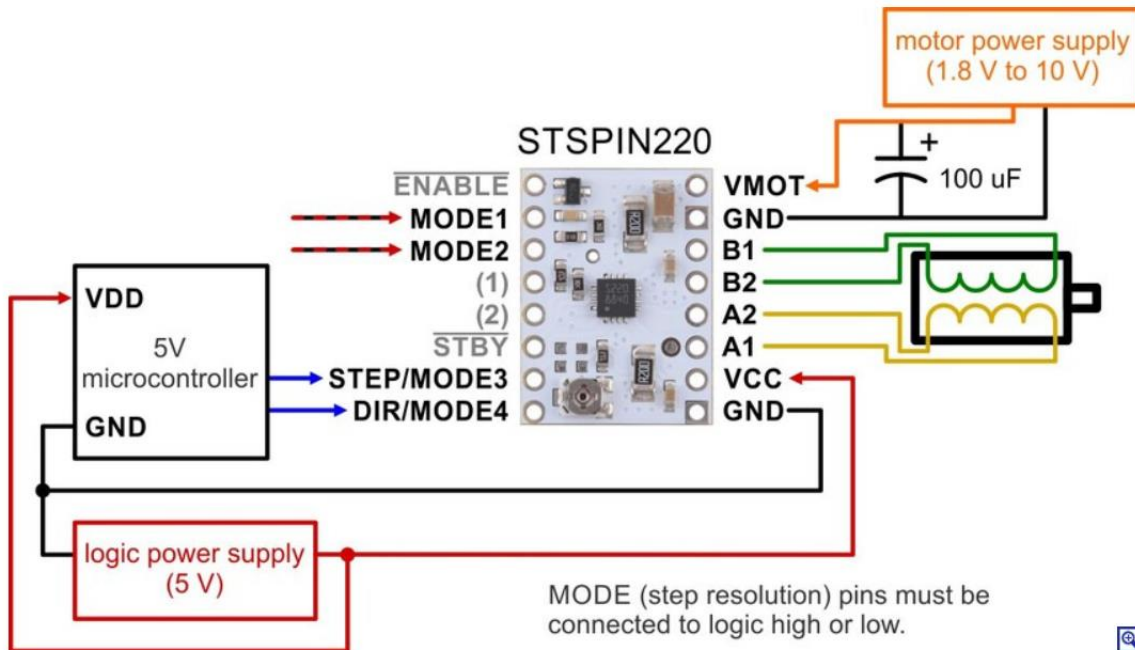 motor power supply
(1.8 V to 10 V)
STSPIN220
+
100 uF
ENABLE
MODE1
MODE2
(1)
(2)
STBY
STEP/MODE3
DIR/MODE4
VMOT
GND
B1
B2
A2
A1
VCC
GND
R200
R200
VDD
5V
microcontroller
GND
logic power supply
(5 V)
MODE (step resolution) pins must be
connected to logic high or low.